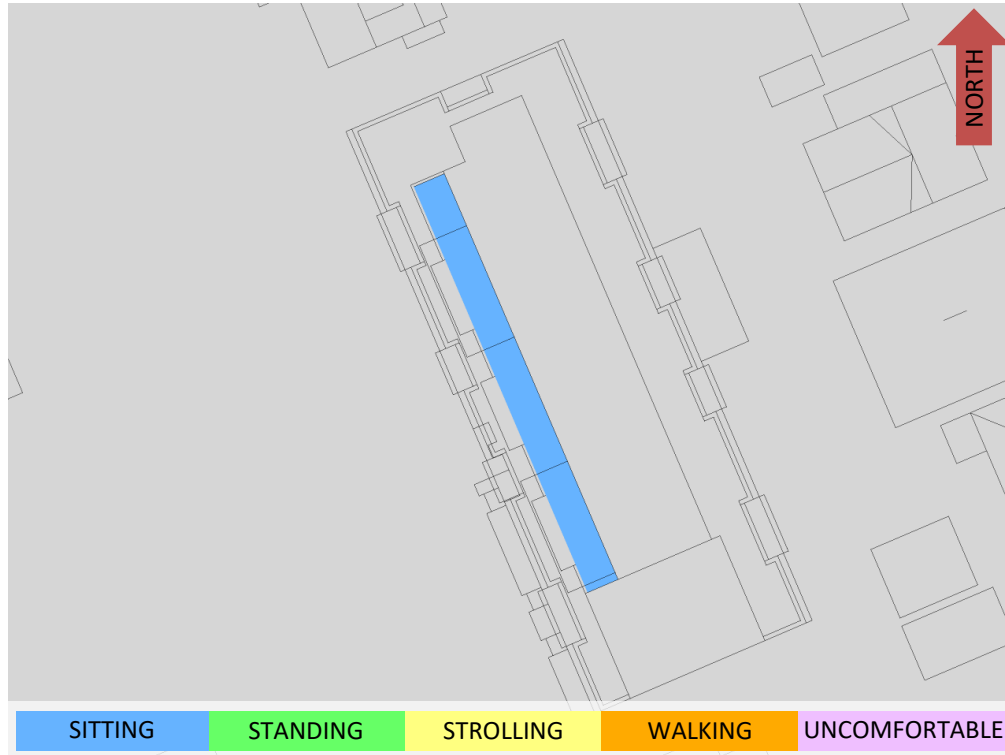 NORTH
SITTING
STANDING
STROLLING
WALKING
UNCOMFORTABLE